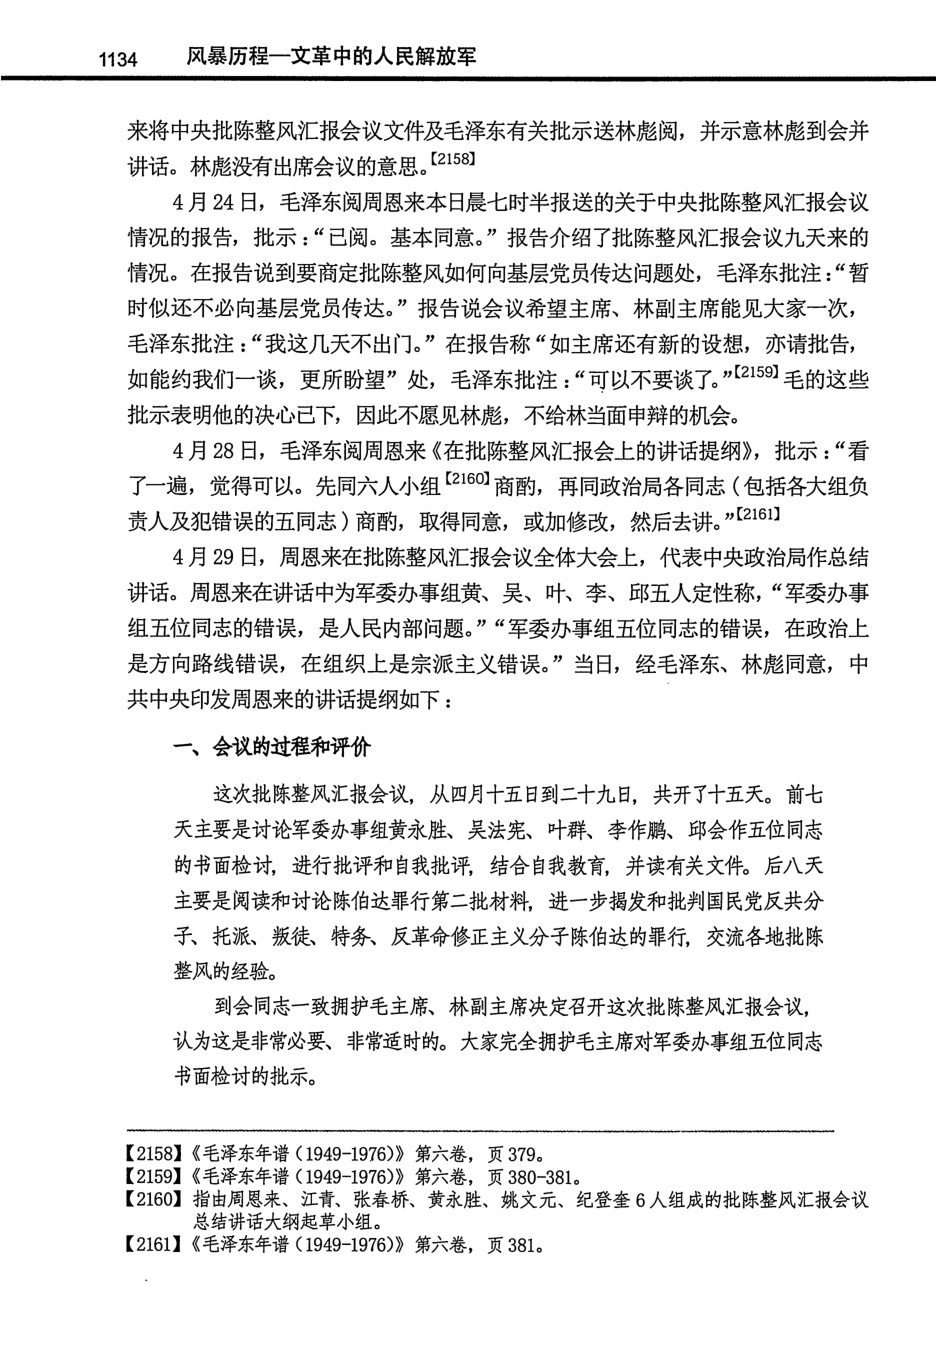 1134 风暴历程—文革中的人民解放军
来将中央批陈整风汇报会议文件及毛泽东有关批示送林彪阅，并示意林彪到会并
讲话。林彪没有出席会议的意思。【2158】
4月24日，毛泽东阅周恩来本日晨七时半报送的关于中央批陈整风汇报会议
情况的报告，批示：“已阅。基本同意。”报告介绍了批陈整风汇报会议九天来的
情况。在报告说到要商定批陈整风如何向基层党员传达问题处，毛泽东批注：“暂
时似还不必向基层党员传达。”报告说会议希望主席、林副主席能见大家一次，
毛泽东批注：“我这几天不出门。”在报告称“如主席还有新的设想，亦请批告，
如能约我们一谈，更所盼望”处，毛泽东批注：“可以不要谈了。”【2159】毛的这些
批示表明他的决心已下，因此不愿见林彪，不给林当面申辩的机会。
4月28日，毛泽东阅周恩来《在批陈整风汇报会上的讲话提纲》，批示：“看
了一遍，觉得可以。先同六人小组【2160】商酌，再同政治局各同志（包括各大组负
责人及犯错误的五同志）商酌，取得同意，或加修改，然后去讲。”【2161】
4月29日，周恩来在批陈整风汇报会议全体大会上，代表中央政治局作总结
讲话。周恩来在讲话中为军委办事组黄、吴、叶、李、邱五人定性称，“军委办事
组五位同志的错误，是人民内部问题。”“军委办事组五位同志的错误，在政治上
是方向路线错误，在组织上是宗派主义错误。”当日，经毛泽东、林彪同意，中
共中央印发周恩来的讲话提纲如下：
一、会议的过程和评价
这次批陈整风汇报会议，从四月十五日到二十九日，共开了十五天。前七
天主要是讨论军委办事组黄永胜、吴法宪、叶群、李作鹏、邱会作五位同志
的书面检讨，进行批评和自我批评，结合自我教育，并读有关文件。后八天
主要是阅读和讨论陈伯达罪行第二批材料，进一步揭发和批判国民党反共分
子、托派、叛徒、特务、反革命修正主义分子陈伯达的罪行，交流各地批陈
整风的经验。
到会同志一致拥护毛主席、林副主席决定召开这次批陈整风汇报会议，
认为这是非常必要、非常适时的。大家完全拥护毛主席对军委办事组五位同志
书面检讨的批示。
【2158】《毛泽东年谱（1949-1976）》第六卷，页379。
【2159】《毛泽东年谱（1949-1976）》第六卷，页380-381。
【2160】指由周恩来、江青、张春桥、黄永胜、姚文元、纪登奎6人组成的批陈整风汇报会议
总结讲话大纲起草小组。
【2161】《毛泽东年谱（1949-1976）》第六卷，页381。